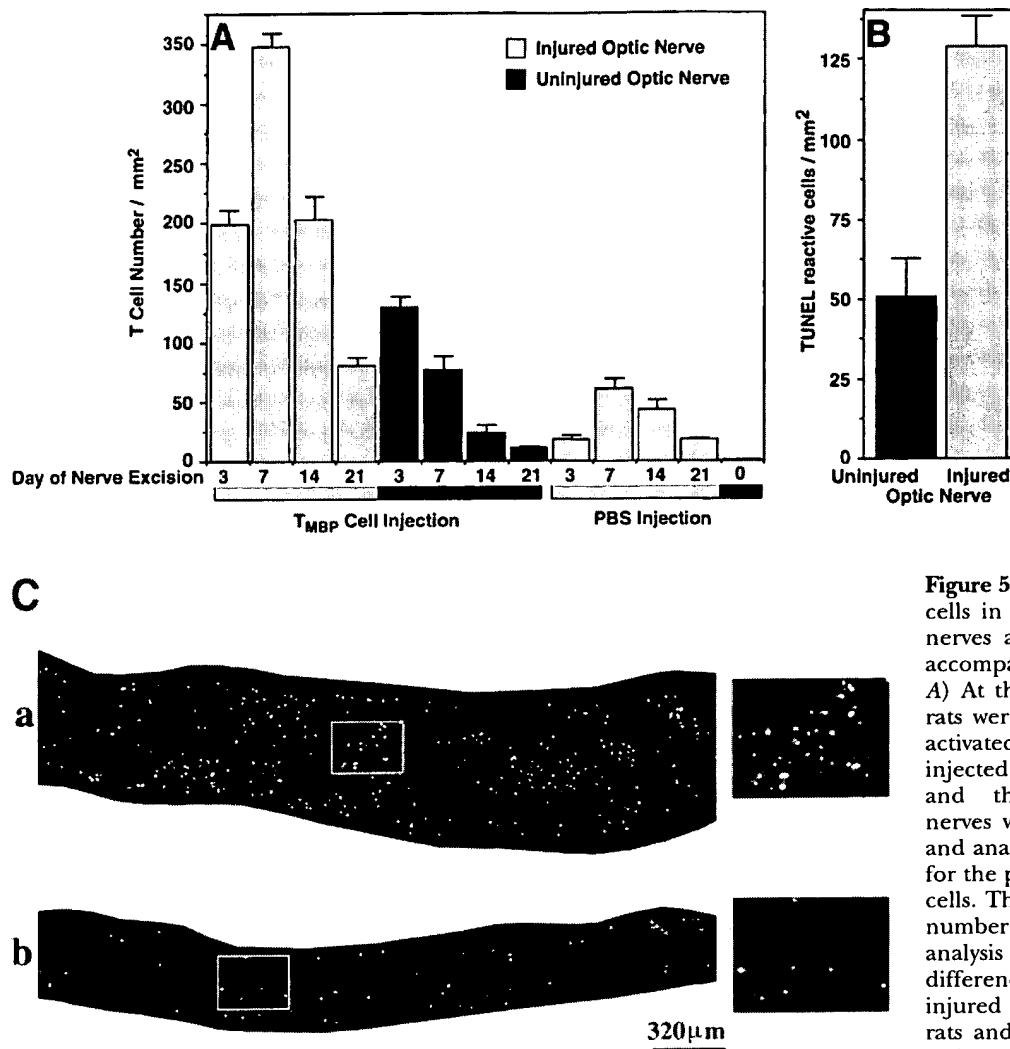 A
350
300
250
200
150
100
50
0
T Cell Number / mm2
Injured Optic Nerve
Uninjured Optic Nerve
Day of Nerve Excision 3 7 14 21 3 7 14 21 3 7 14 21 0
TMBP Cell Injection PBS Injection
B
125
100
75
50
25
0
TUNEL reactive cells / mm2
Uninjured Injured
Optic Nerve
C
a
b
320μm
Figure 5
cells in
nerves a
accompa
A) At th
rats were
activated
injected
and th
nerves w
and ana
for the p
cells. Th
number
analysis
differenc
injured
rats and